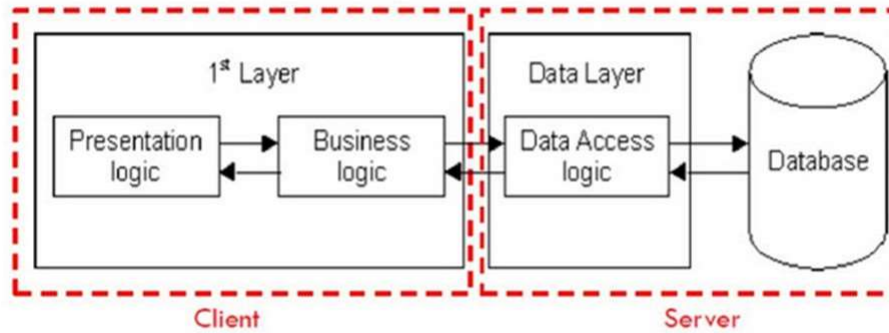 1st Layer
Data Layer
Presentation
logic
Business
logic
Data Access
logic
Database
Client
Server